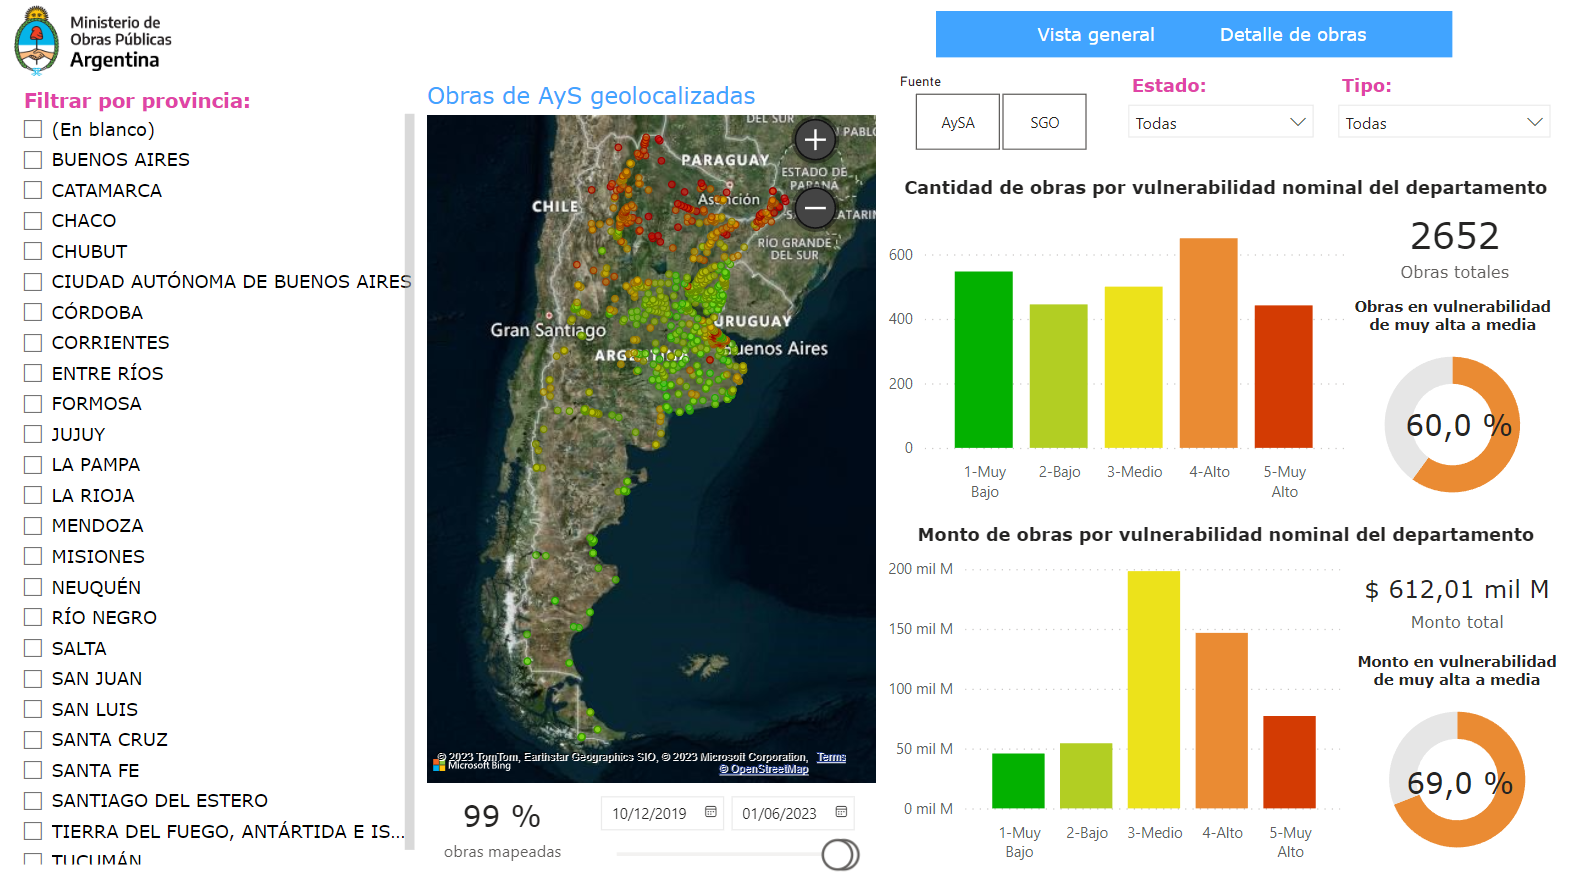 Ministerio de
Obras Públicas
Argentina
Vista general
Detalle de obras
Filtrar por provincia:
(En blanco)
BUENOS AIRES
CATAMARCA
CHACO
CHUBUT
CIUDAD AUTÓNOMA DE BUENOS AIRES
CÓRDOBA
CORRIENTES
ENTRE RÍOS
FORMOSA
JUJUY
LA PAMPA
LA RIOJA
MENDOZA
MISIONES
NEUQUÉN
RÍO NEGRO
SALTA
SAN JUAN
SAN LUIS
SANTA CRUZ
SANTA FE
SANTIAGO DEL ESTERO
TIERRA DEL FUEGO, ANTÁRTIDA E IS...
TUCUMÁN
Obras de AyS geolocalizadas
DEL SUR
PARAGUAY
ESTADO DE
PARANÁ
CHILE
Asunción
RÍO GRANDE
DEL SUR
Gran Santiago
URUGUAY
ARGENTINA
Buenos Aires
© 2023 TomTom, Earthstar Geographics SIO, © 2023 Microsoft Corporation, Terms
Microsoft Bing
© OpenStreetMap
99 %
obras mapeadas
10/12/2019
01/06/2023
Fuente
AySA
SGO
Estado:
Todas
Tipo:
Todas
Cantidad de obras por vulnerabilidad nominal del departamento
600
400
200
0
1-Muy
Bajo
2-Bajo
3-Medio
4-Alto
5-Muy
Alto
2652
Obras totales
Obras en vulnerabilidad
de muy alta a media
60,0 %
Monto de obras por vulnerabilidad nominal del departamento
200 mil M
150 mil M
100 mil M
50 mil M
0 mil M
1-Muy
Bajo
2-Bajo
3-Medio
4-Alto
5-Muy
Alto
$ 612,01 mil M
Monto total
Monto en vulnerabilidad
de muy alta a media
69,0 %